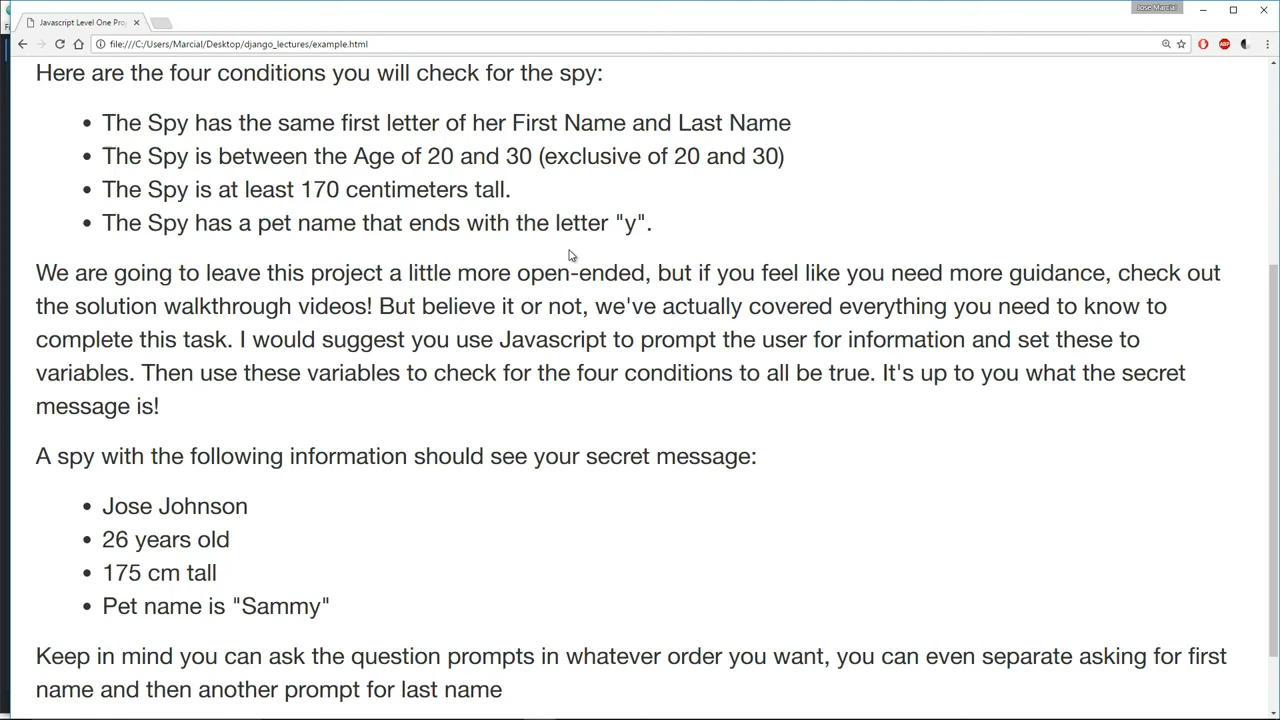 Jose Marcial
Javascript Level One Pro
file:///C:/Users/Marcial/Desktop/django_lectures/example.html
ABP
Here are the four conditions you will check for the spy:
• The Spy has the same first letter of her First Name and Last Name
• The Spy is between the Age of 20 and 30 (exclusive of 20 and 30)
• The Spy is at least 170 centimeters tall.
• The Spy has a pet name that ends with the letter "y".
We are going to leave this project a little more open-ended, but if you feel like you need more guidance, check out
the solution walkthrough videos! But believe it or not, we've actually covered everything you need to know to
complete this task. I would suggest you use Javascript to prompt the user for information and set these to
variables. Then use these variables to check for the four conditions to all be true. It's up to you what the secret
message is!
A spy with the following information should see your secret message:
• Jose Johnson
• 26 years old
• 175 cm tall
• Pet name is "Sammy"
Keep in mind you can ask the question prompts in whatever order you want, you can even separate asking for first
name and then another prompt for last name